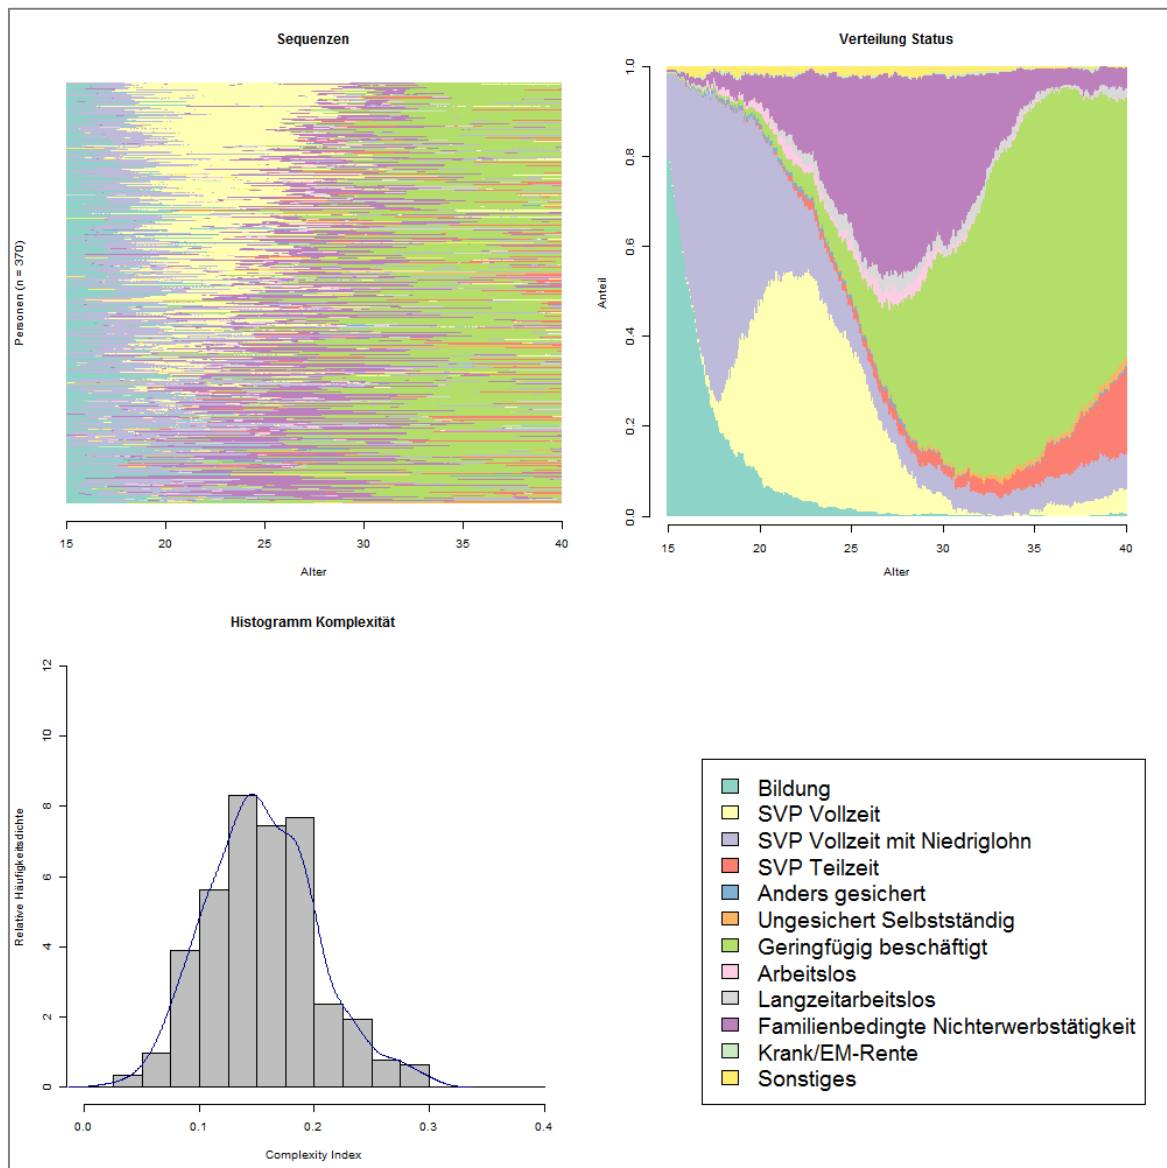 Sequenzen
Personen (n = 370)
15 20 25 30 35 40
Alter
Verteilung Status
Anteil
1.0
0.8
0.6
0.4
0.2
0.0
15 20 25 30 35 40
Alter
Histogramm Komplexität
Relative Häufigkeitsdichte
12
10
8
6
4
2
0
0.0 0.1 0.2 0.3 0.4
Complexity Index
Bildung
SVP Vollzeit
SVP Vollzeit mit Niedriglohn
SVP Teilzeit
Anders gesichert
Ungesichert Selbstständig
Geringfügig beschäftigt
Arbeitslos
Langzeitarbeitslos
Familienbedingte Nichterwerbstätigkeit
Krank/EM-Rente
Sonstiges